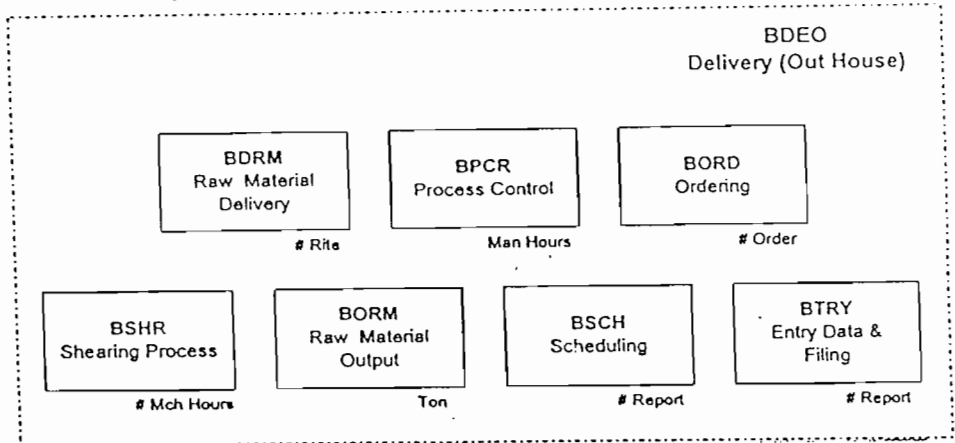 BDEO
Delivery (Out House)
BDRM
Raw Material
Delivery
# Rite
BPCR
Process Control
Man Hours
BORD
Ordering
# Order
BSHR
Shearing Process
# Mch Hours
BORM
Raw Material
Output
Ton
BSCH
Scheduling
# Report
BTRY
Entry Data &
Filing
# Report